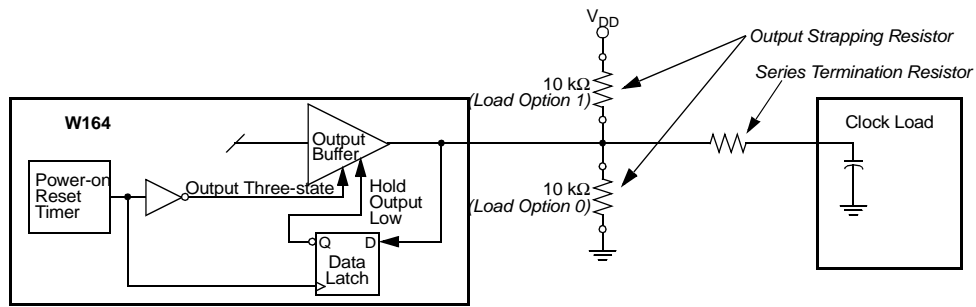 VDD
Output Strapping Resistor
Series Termination Resistor
10 kΩ
(Load Option 1)
W164
Output
Buffer
Clock Load
Power-on
Reset
Timer
Output Three-state
Hold
Output
Low
10 kΩ
(Load Option 0)
Q
D
Data
Latch